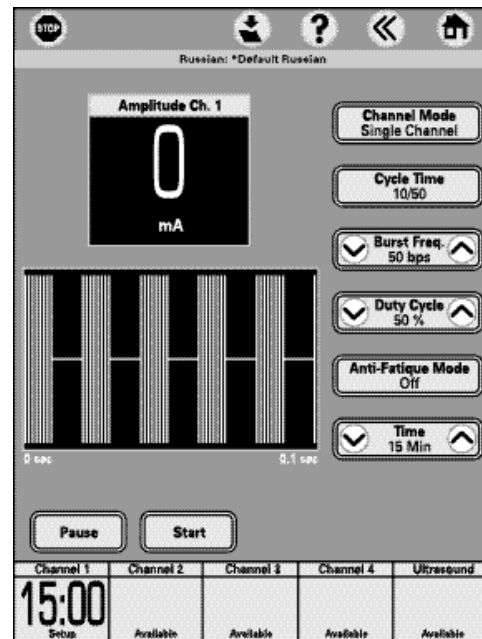 STOP
?
Russian: *Default Russian
Amplitude Ch. 1
0
mA
Channel Mode
Single Channel
Cycle Time
10/50
Burst Freq.
50 bps
Duty Cycle
50 %
Anti-Fatique Mode
Off
Time
15 Min
0 sec
0.1 sec
Pause
Start
Channel 1
Channel 2
Channel 3
Channel 4
Ultrasound
15:00
Setup
Available
Available
Available
Available